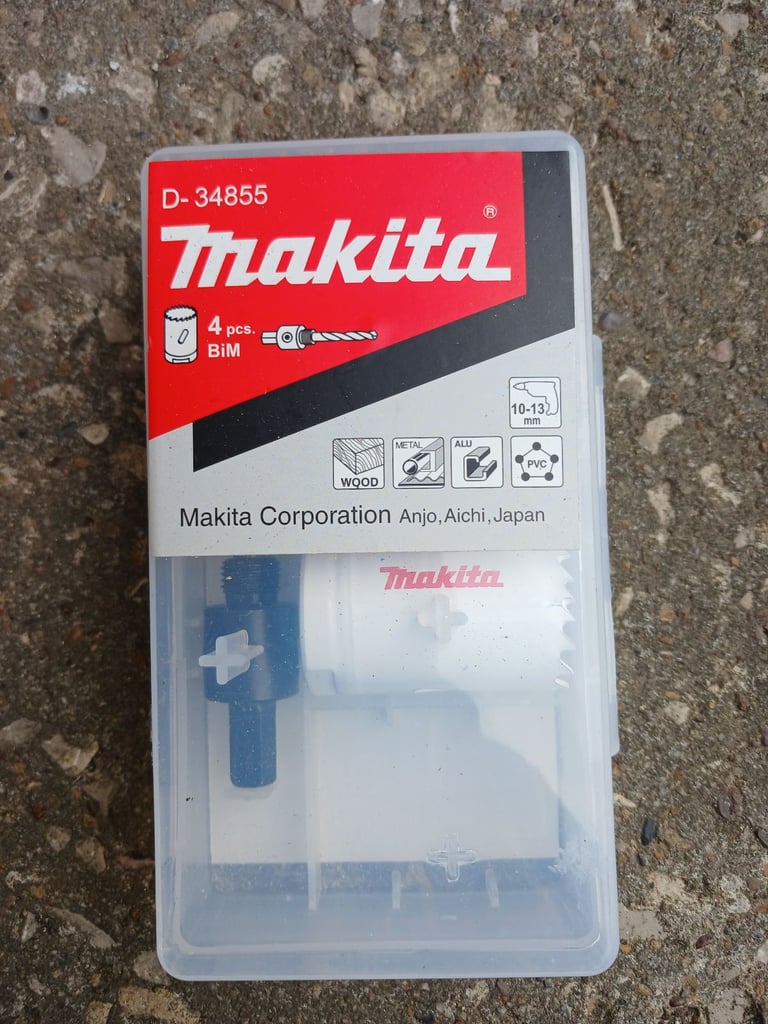 D- 34855
makita®
4 pcs.
BiM
10-13
mm
WOOD
METAL
ALU
PVC
Makita Corporation Anjo, Aichi, Japan
makita